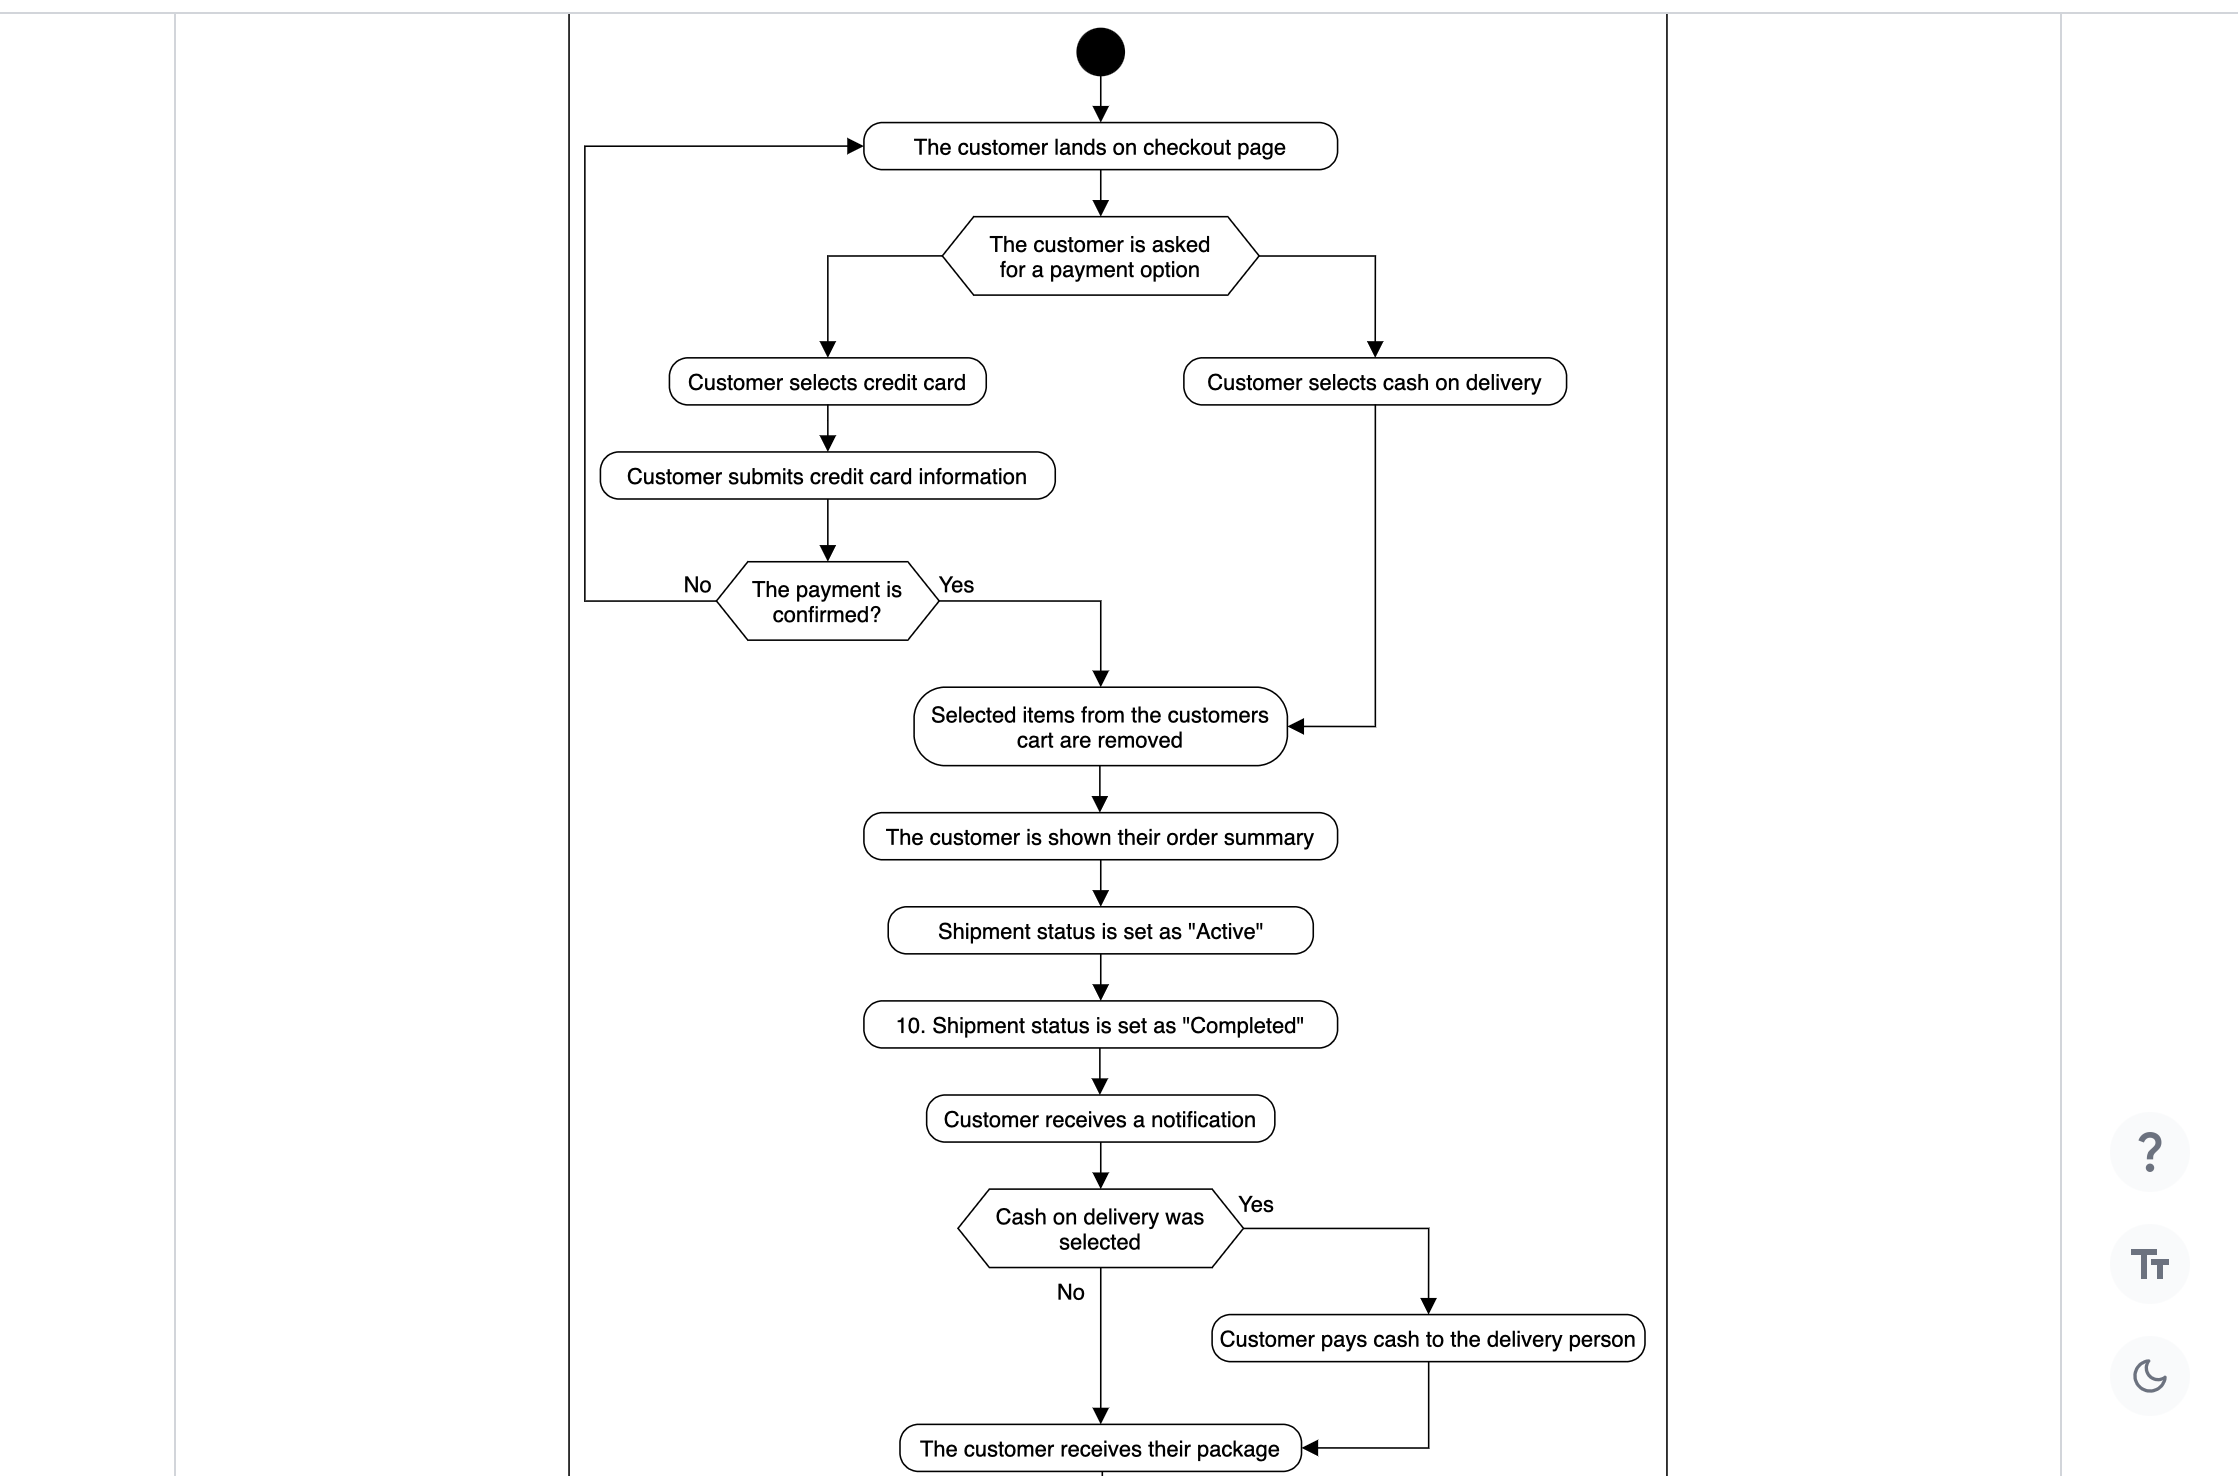 The customer lands on checkout page
The customer is asked
for a payment option
Customer selects credit card
Customer selects cash on delivery
Customer submits credit card information
No
The payment is
confirmed?
Yes
Selected items from the customers
cart are removed
The customer is shown their order summary
Shipment status is set as "Active"
10. Shipment status is set as "Completed"
Customer receives a notification
Cash on delivery was
selected
Yes
No
Customer pays cash to the delivery person
The customer receives their package
?
TT